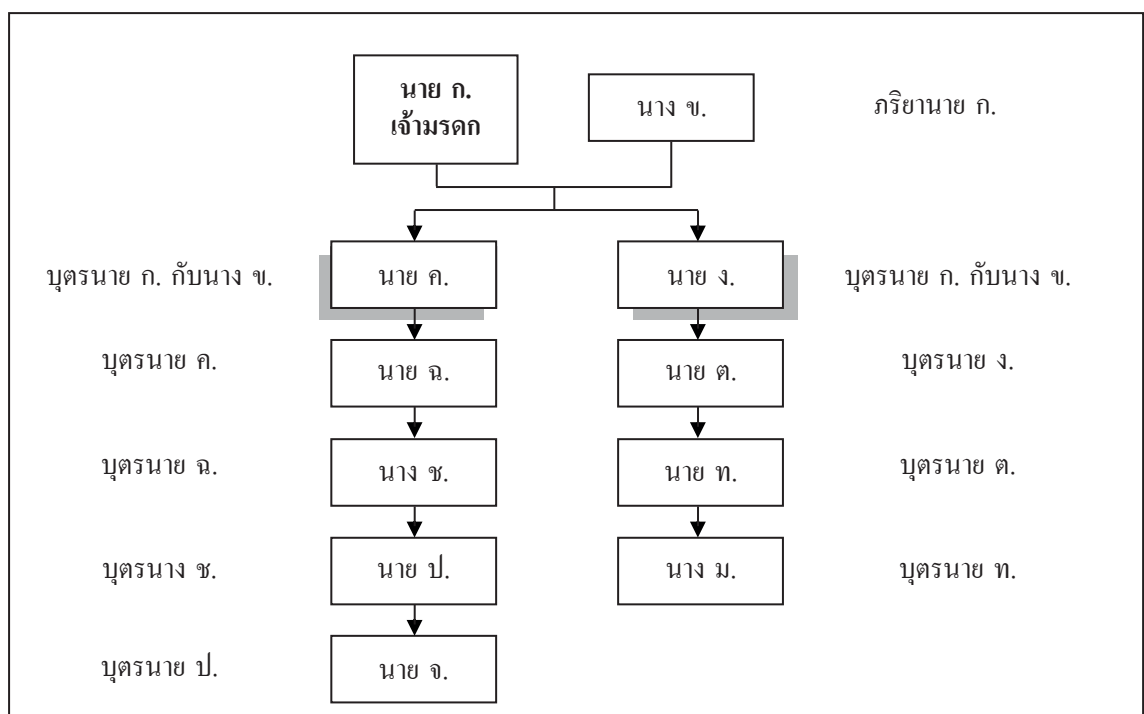 นาย ก.
เจ้ามรดก
นาง ข.
ภริยานาย ก.
บุตรนาย ก. กับนาง ข.
นาย ค.
นาย ง.
บุตรนาย ก. กับนาง ข.
บุตรนาย ค.
นาย ฉ.
นาย ต.
บุตรนาย ง.
บุตรนาย ฉ.
นาง ช.
นาย ท.
บุตรนาย ต.
บุตรนาง ช.
นาย ป.
นาง ม.
บุตรนาย ท.
บุตรนาย ป.
นาย จ.